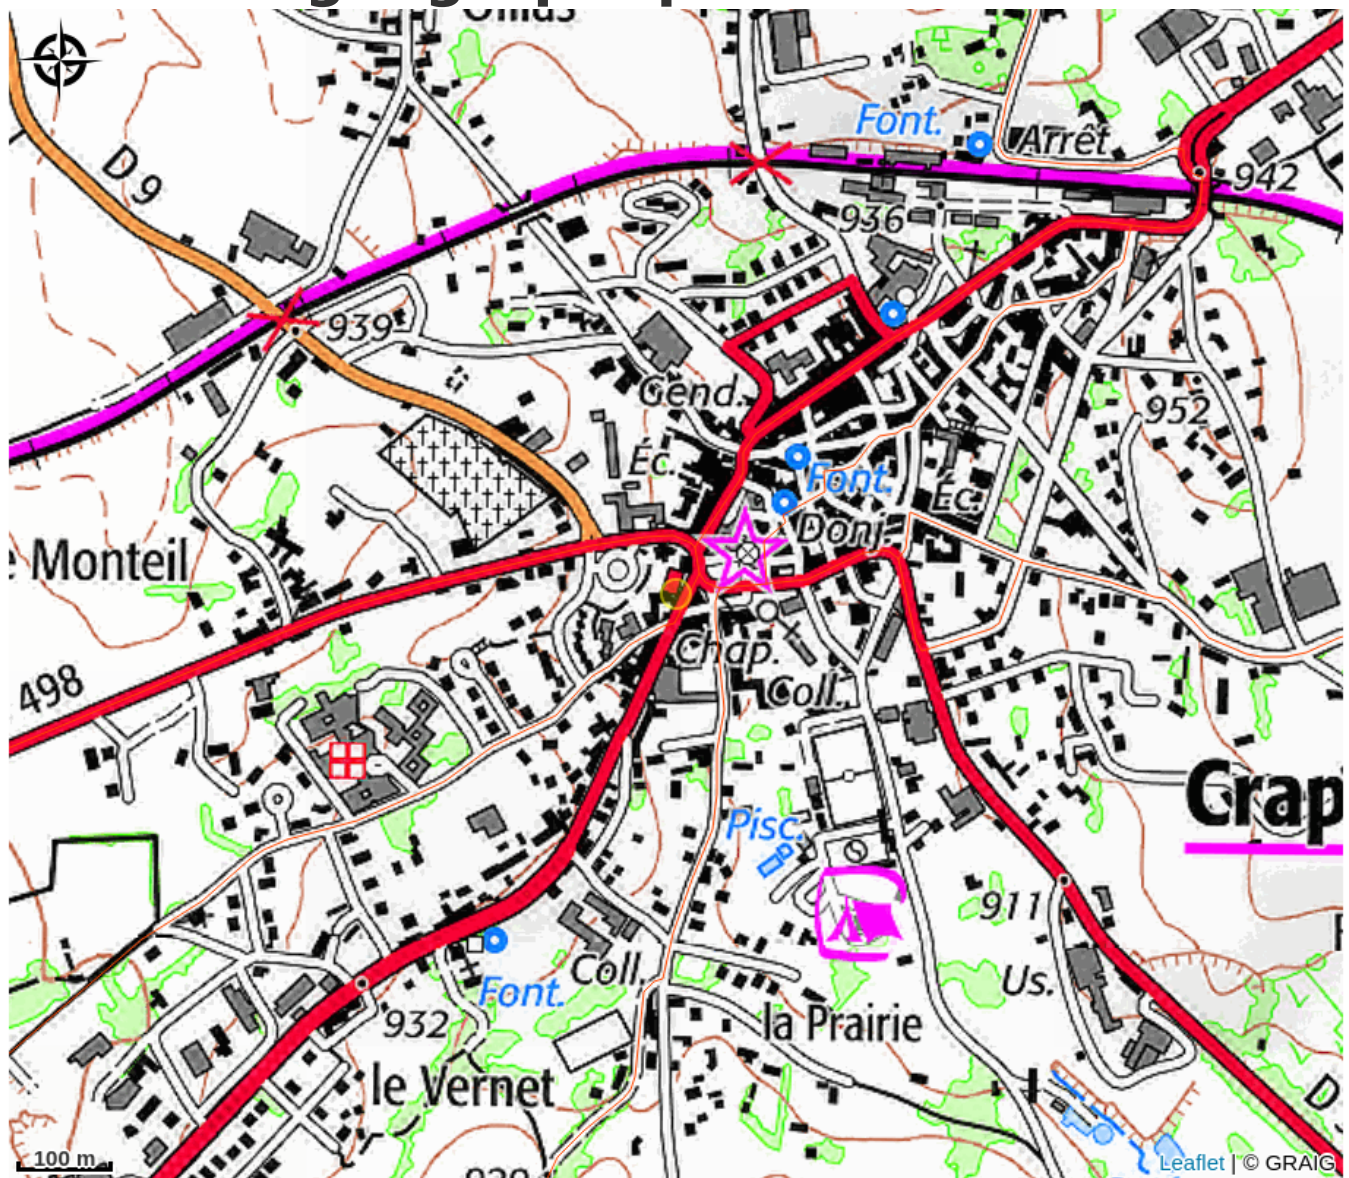 Font.
Arrêt
D 9
942
936
939
Gend.
952
Éc.
Font.
Éc.
Donj.
e Monteil
Chap.
498
Coll.
Crap
Pisc.
911
Coll.
Us.
Font.
932
la Prairie
le Vernet
D
100 m
Leaflet | © GRAIG